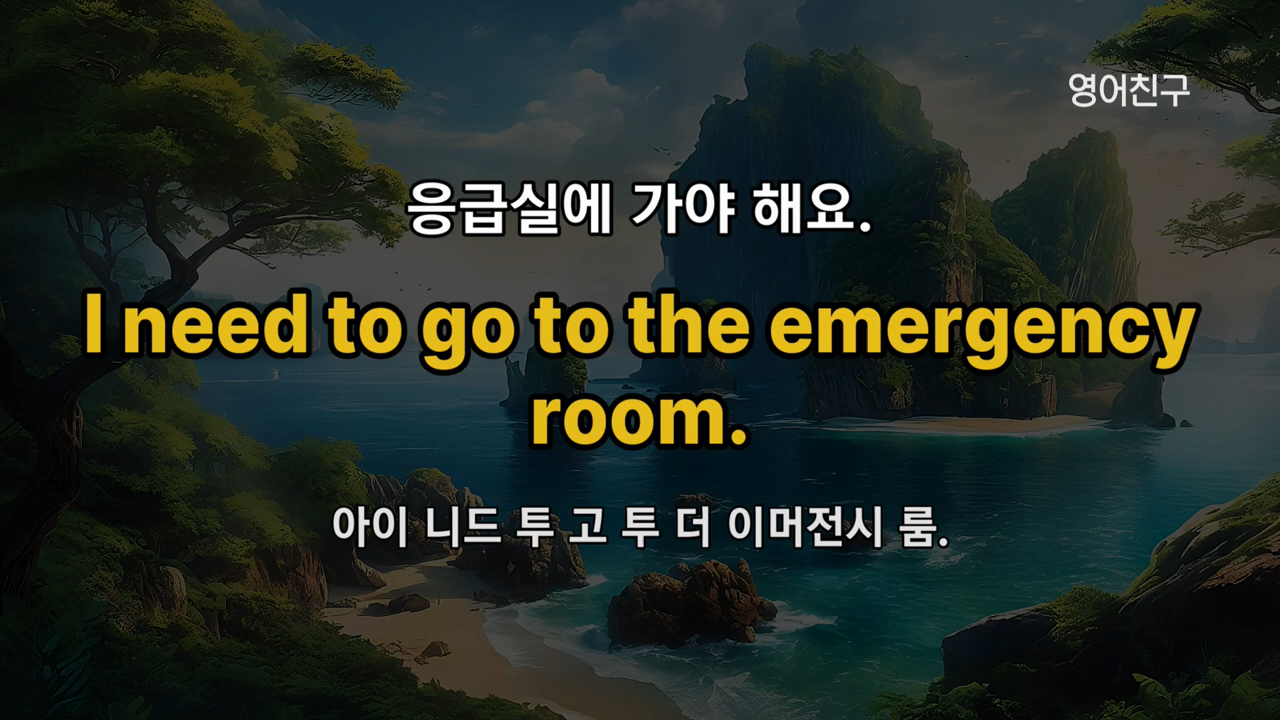 영어친구
응급실에 가야 해요.
I need to go to the emergency
room.
아이 니드 투 고 투 더 이머전시 룸.